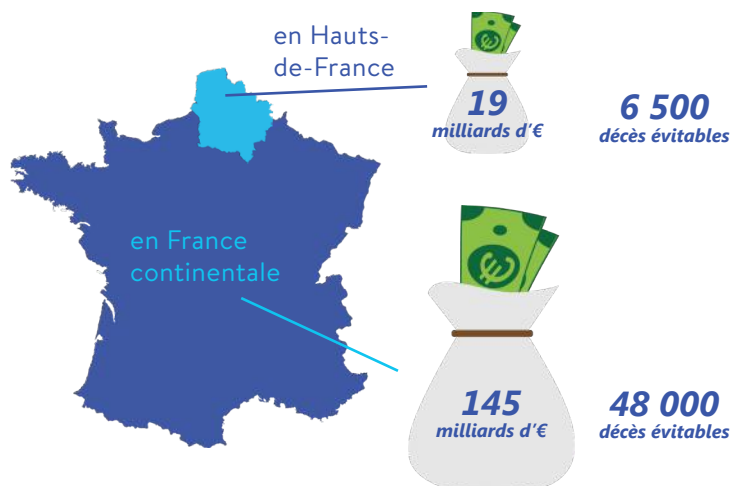 en Hauts-
de-France
19
milliards d'€
6 500
décès évitables
en France
continentale
145
milliards d'€
48 000
décès évitables